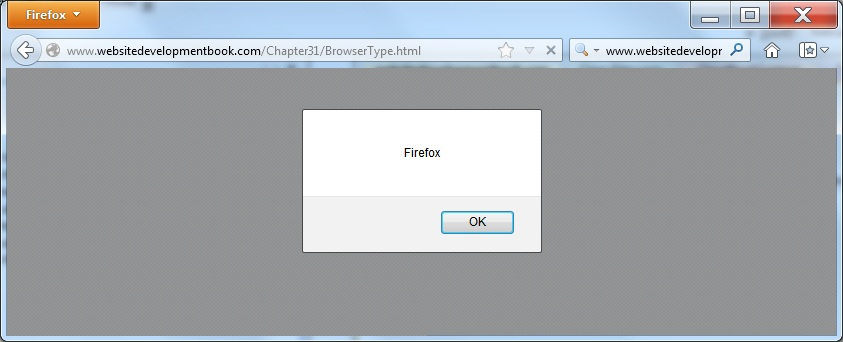 Firefox
www.websitedevelopmentbook.com/Chapter31/BrowserType.html
www.websitedevelopr
Firefox
OK